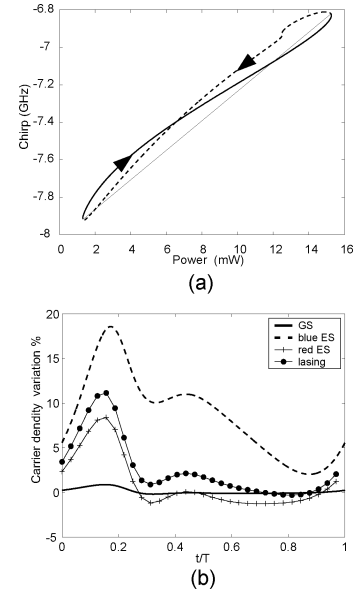 -6.8
-7
-7.2
-7.4
-7.6
-7.8
-8
Chirp (GHz)
0 2 4 6 8 10 12 14 16
Power (mW)
(a)
20
15
10
5
0
-5
Carrier dendity variation %
GS
blue ES
red ES
lasing
0 0.2 0.4 0.6 0.8 1
t/T
(b)